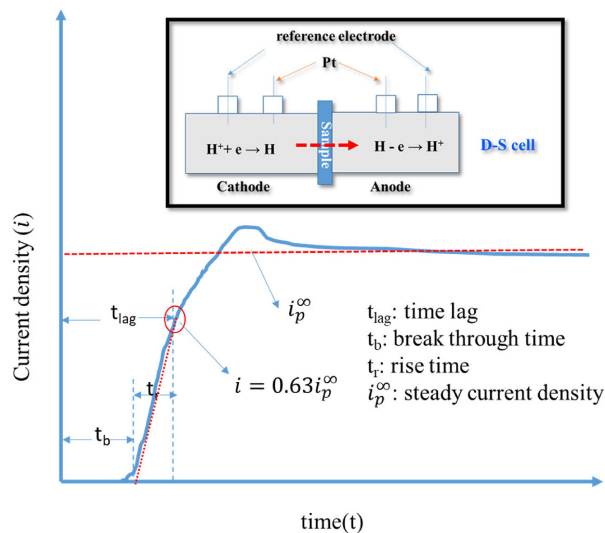 reference electrode
Pt
H⁺+ e → H
Sample
H - e → H⁺
D-S cell
Cathode
Anode
Current density (i)
t_lag
i_p^∞
t_lag: time lag
t_b: break through time
t_r: rise time
i_p^∞: steady current density
i = 0.63i_p^∞
t_r
t_b
time(t)